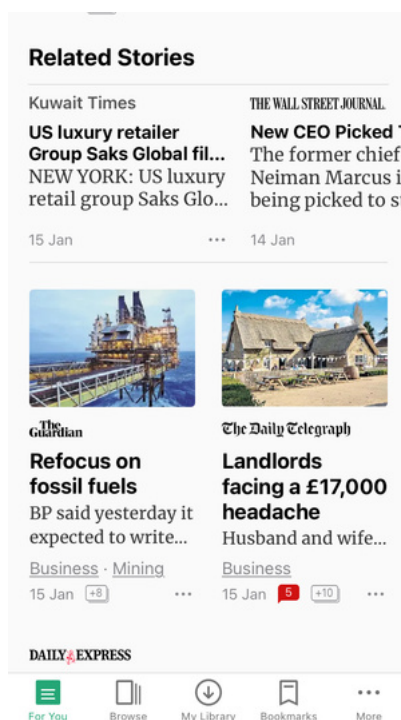 Related Stories
Kuwait Times
US luxury retailer
Group Saks Global fil...
NEW YORK: US luxury
retail group Saks Glo...
15 Jan
THE WALL STREET JOURNAL.
New CEO Picked
The former chief
Neiman Marcus i
being picked to s
14 Jan
The Guardian
Refocus on
fossil fuels
BP said yesterday it
expected to write...
Business · Mining
15 Jan +8
The Daily Telegraph
Landlords
facing a £17,000
headache
Husband and wife...
Business
15 Jan 5 +10
DAILY EXPRESS
For You
Browse
My Library
Bookmarks
More